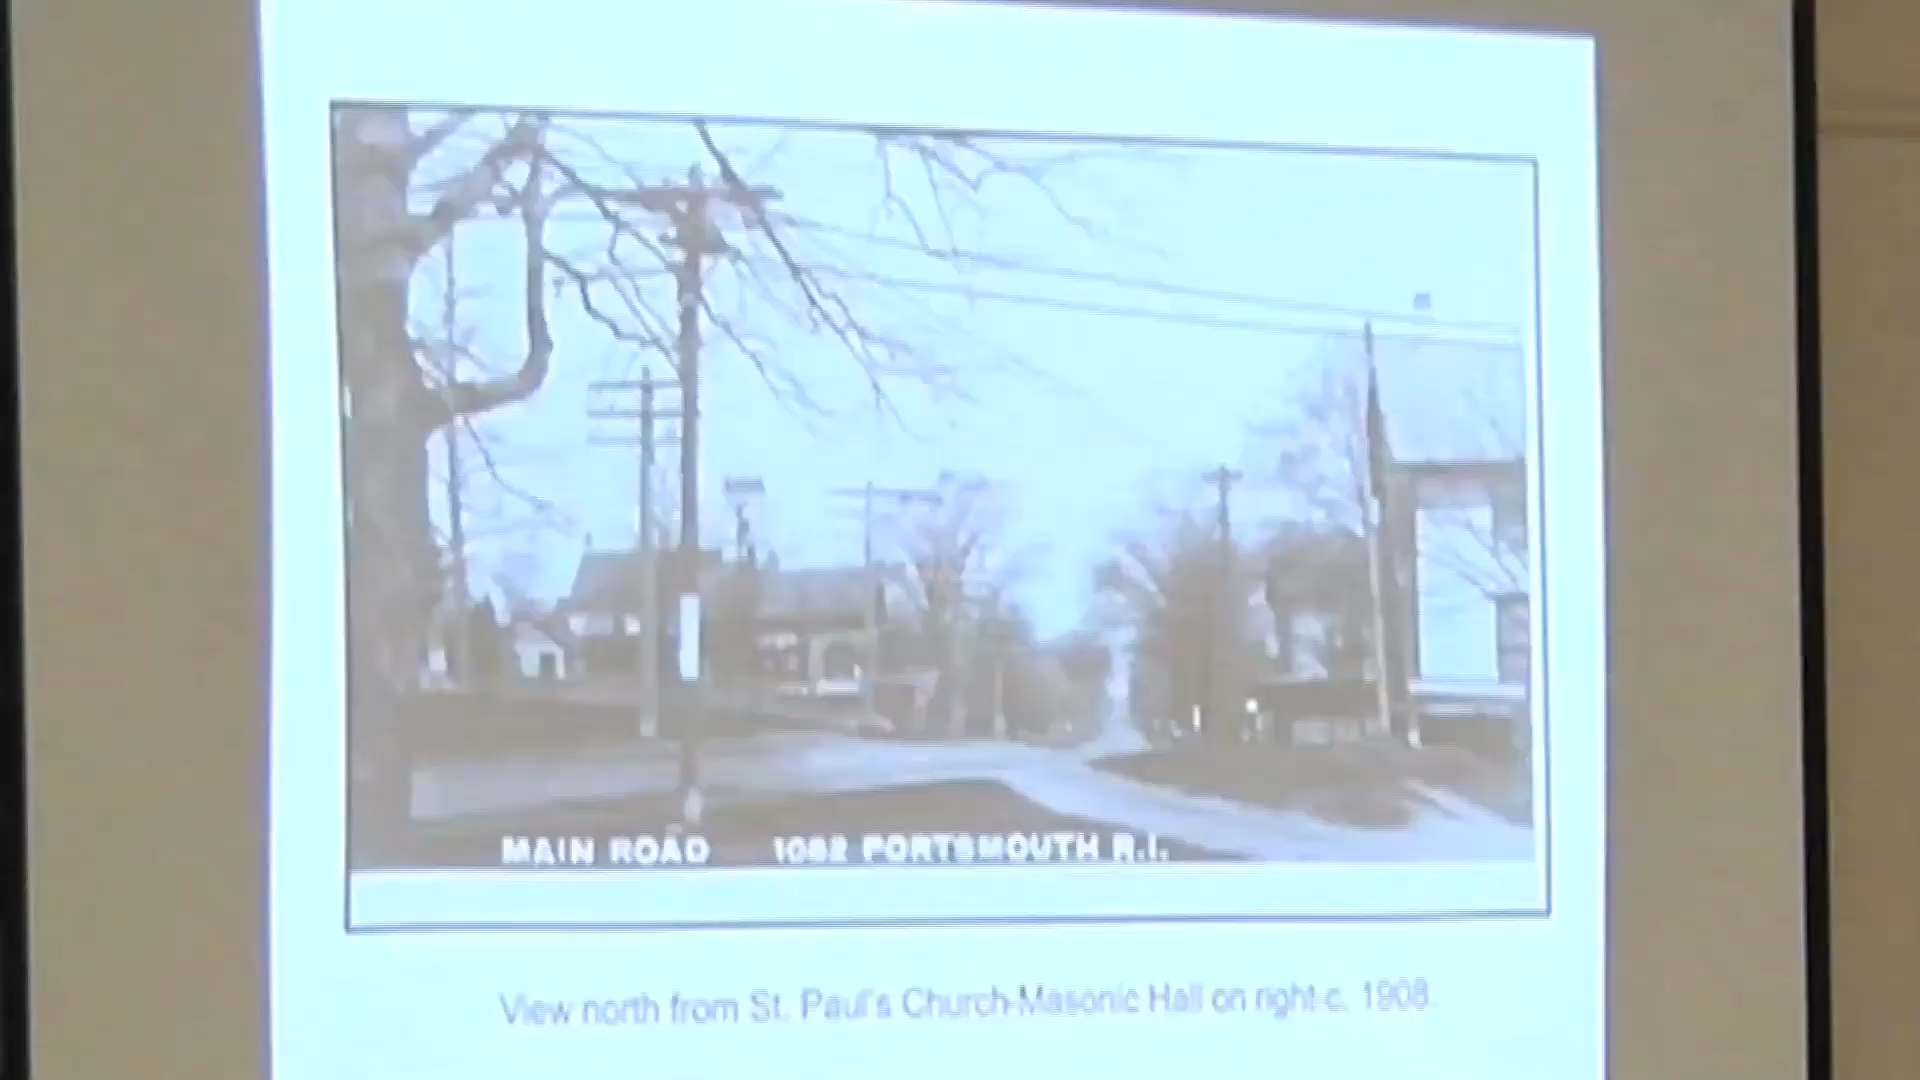 MAIN ROAD 1082 PORTSMOUTH R.I.
View north from St. Paul's Church-Masonic Hall on right-c. 1908.